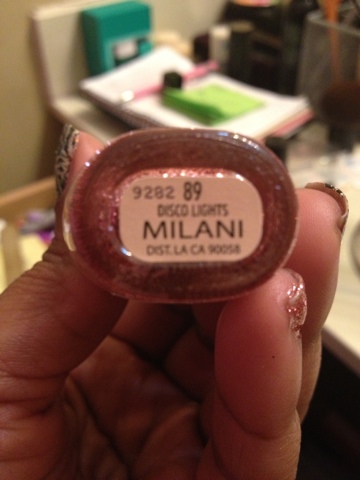 9282 89
DISCO LIGHTS
MILANI
DIST. LA CA 90058